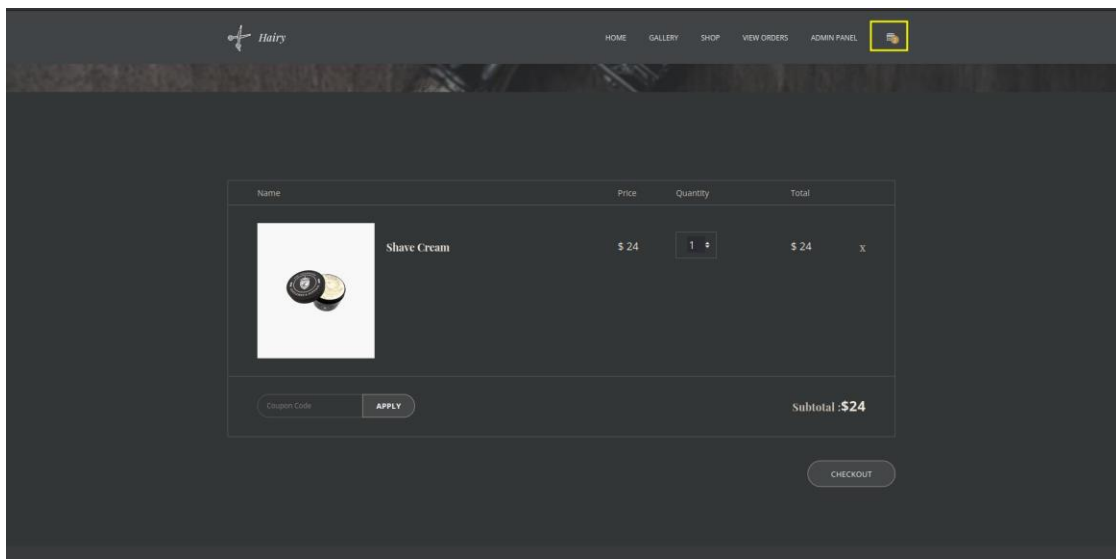 Hairy
HOME GALLERY SHOP VIEW ORDERS ADMIN PANEL
Name Price Quantity Total
Shave Cream $ 24 1 $ 24 x
Coupon Code APPLY Subtotal :$24
CHECKOUT